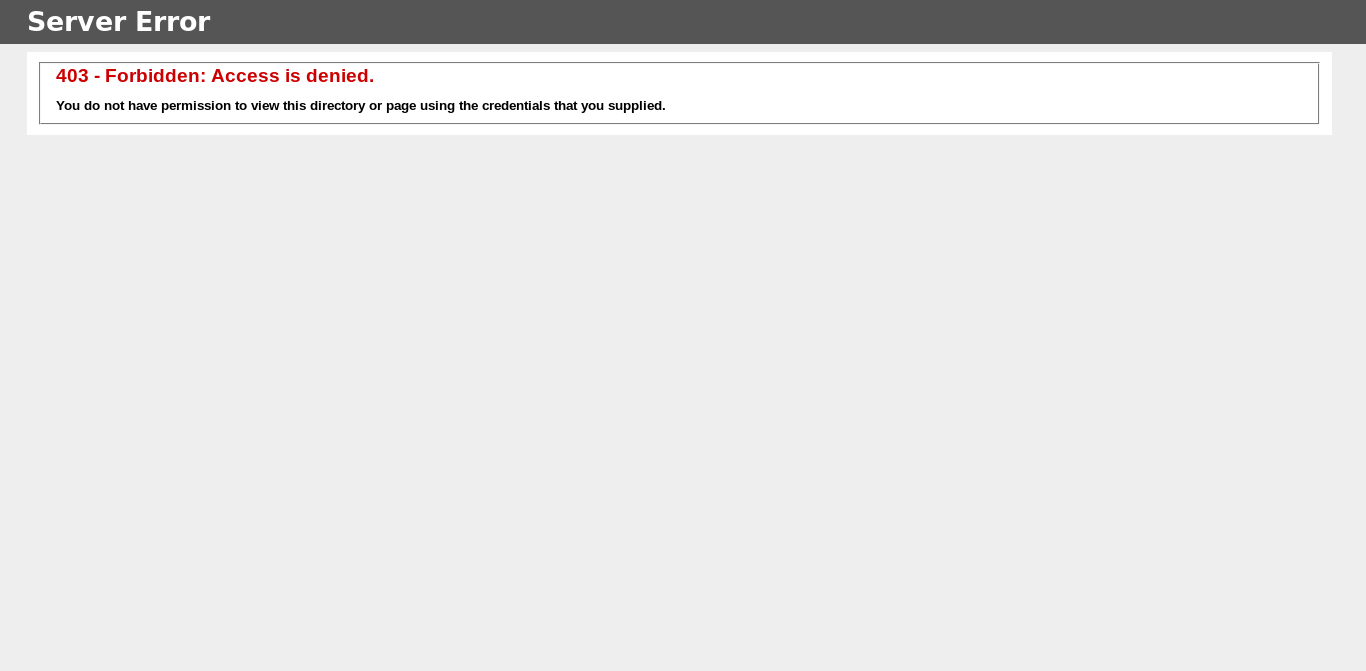 Server Error
403 - Forbidden: Access is denied.
You do not have permission to view this directory or page using the credentials that you supplied.